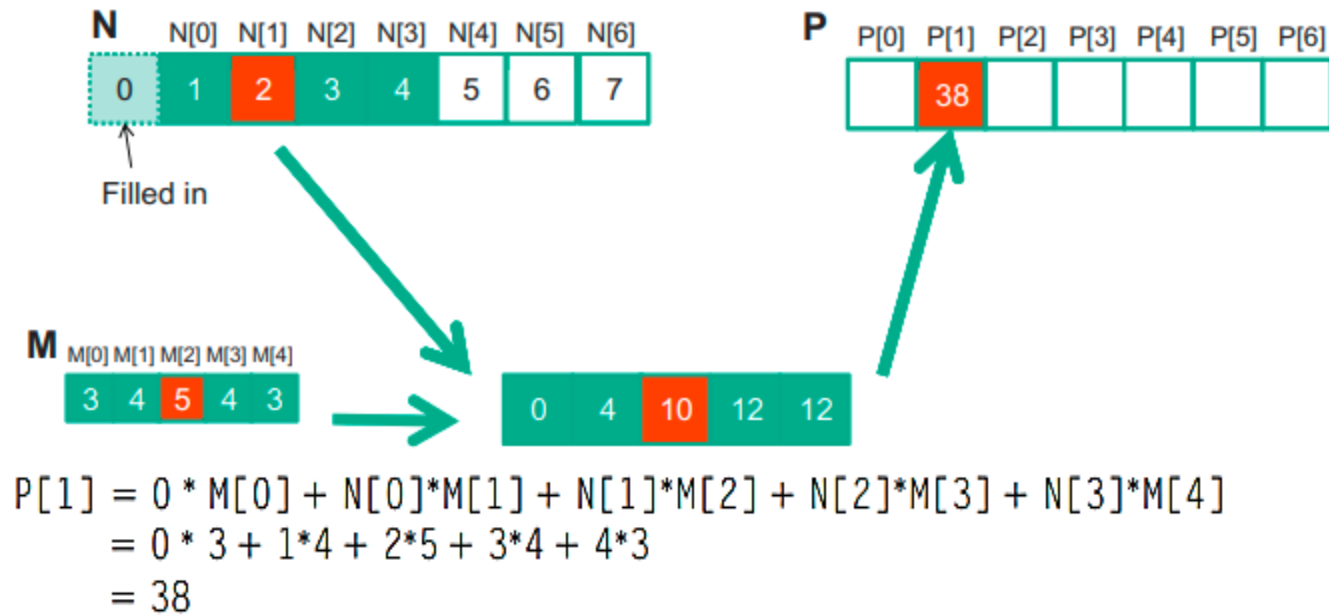 N N[0] N[1] N[2] N[3] N[4] N[5] N[6]
0 1 2 3 4 5 6 7
Filled in
P P[0] P[1] P[2] P[3] P[4] P[5] P[6]
38
M M[0] M[1] M[2] M[3] M[4]
3 4 5 4 3
0 4 10 12 12
P[1] = 0 * M[0] + N[0]*M[1] + N[1]*M[2] + N[2]*M[3] + N[3]*M[4]
= 0 * 3 + 1*4 + 2*5 + 3*4 + 4*3
= 38